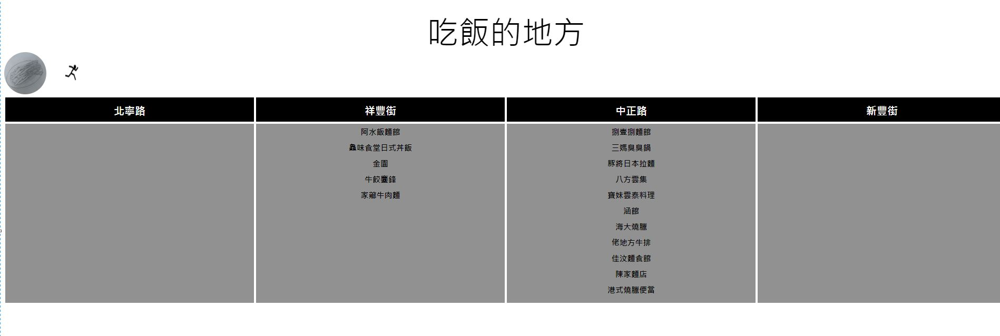 吃飯的地方
北寧路
祥豐街
中正路
新豐街
阿水飯麵館
鱻味食堂日式丼飯
金園
牛餃鏖鋒
家薌牛肉麵
捌壹捌麵館
三媽臭臭鍋
豚將日本拉麵
八方雲集
寶妹雲泰料理
涵館
海大燒臘
佬地方牛排
佳汶麵食館
陳家麵店
港式燒臘便當